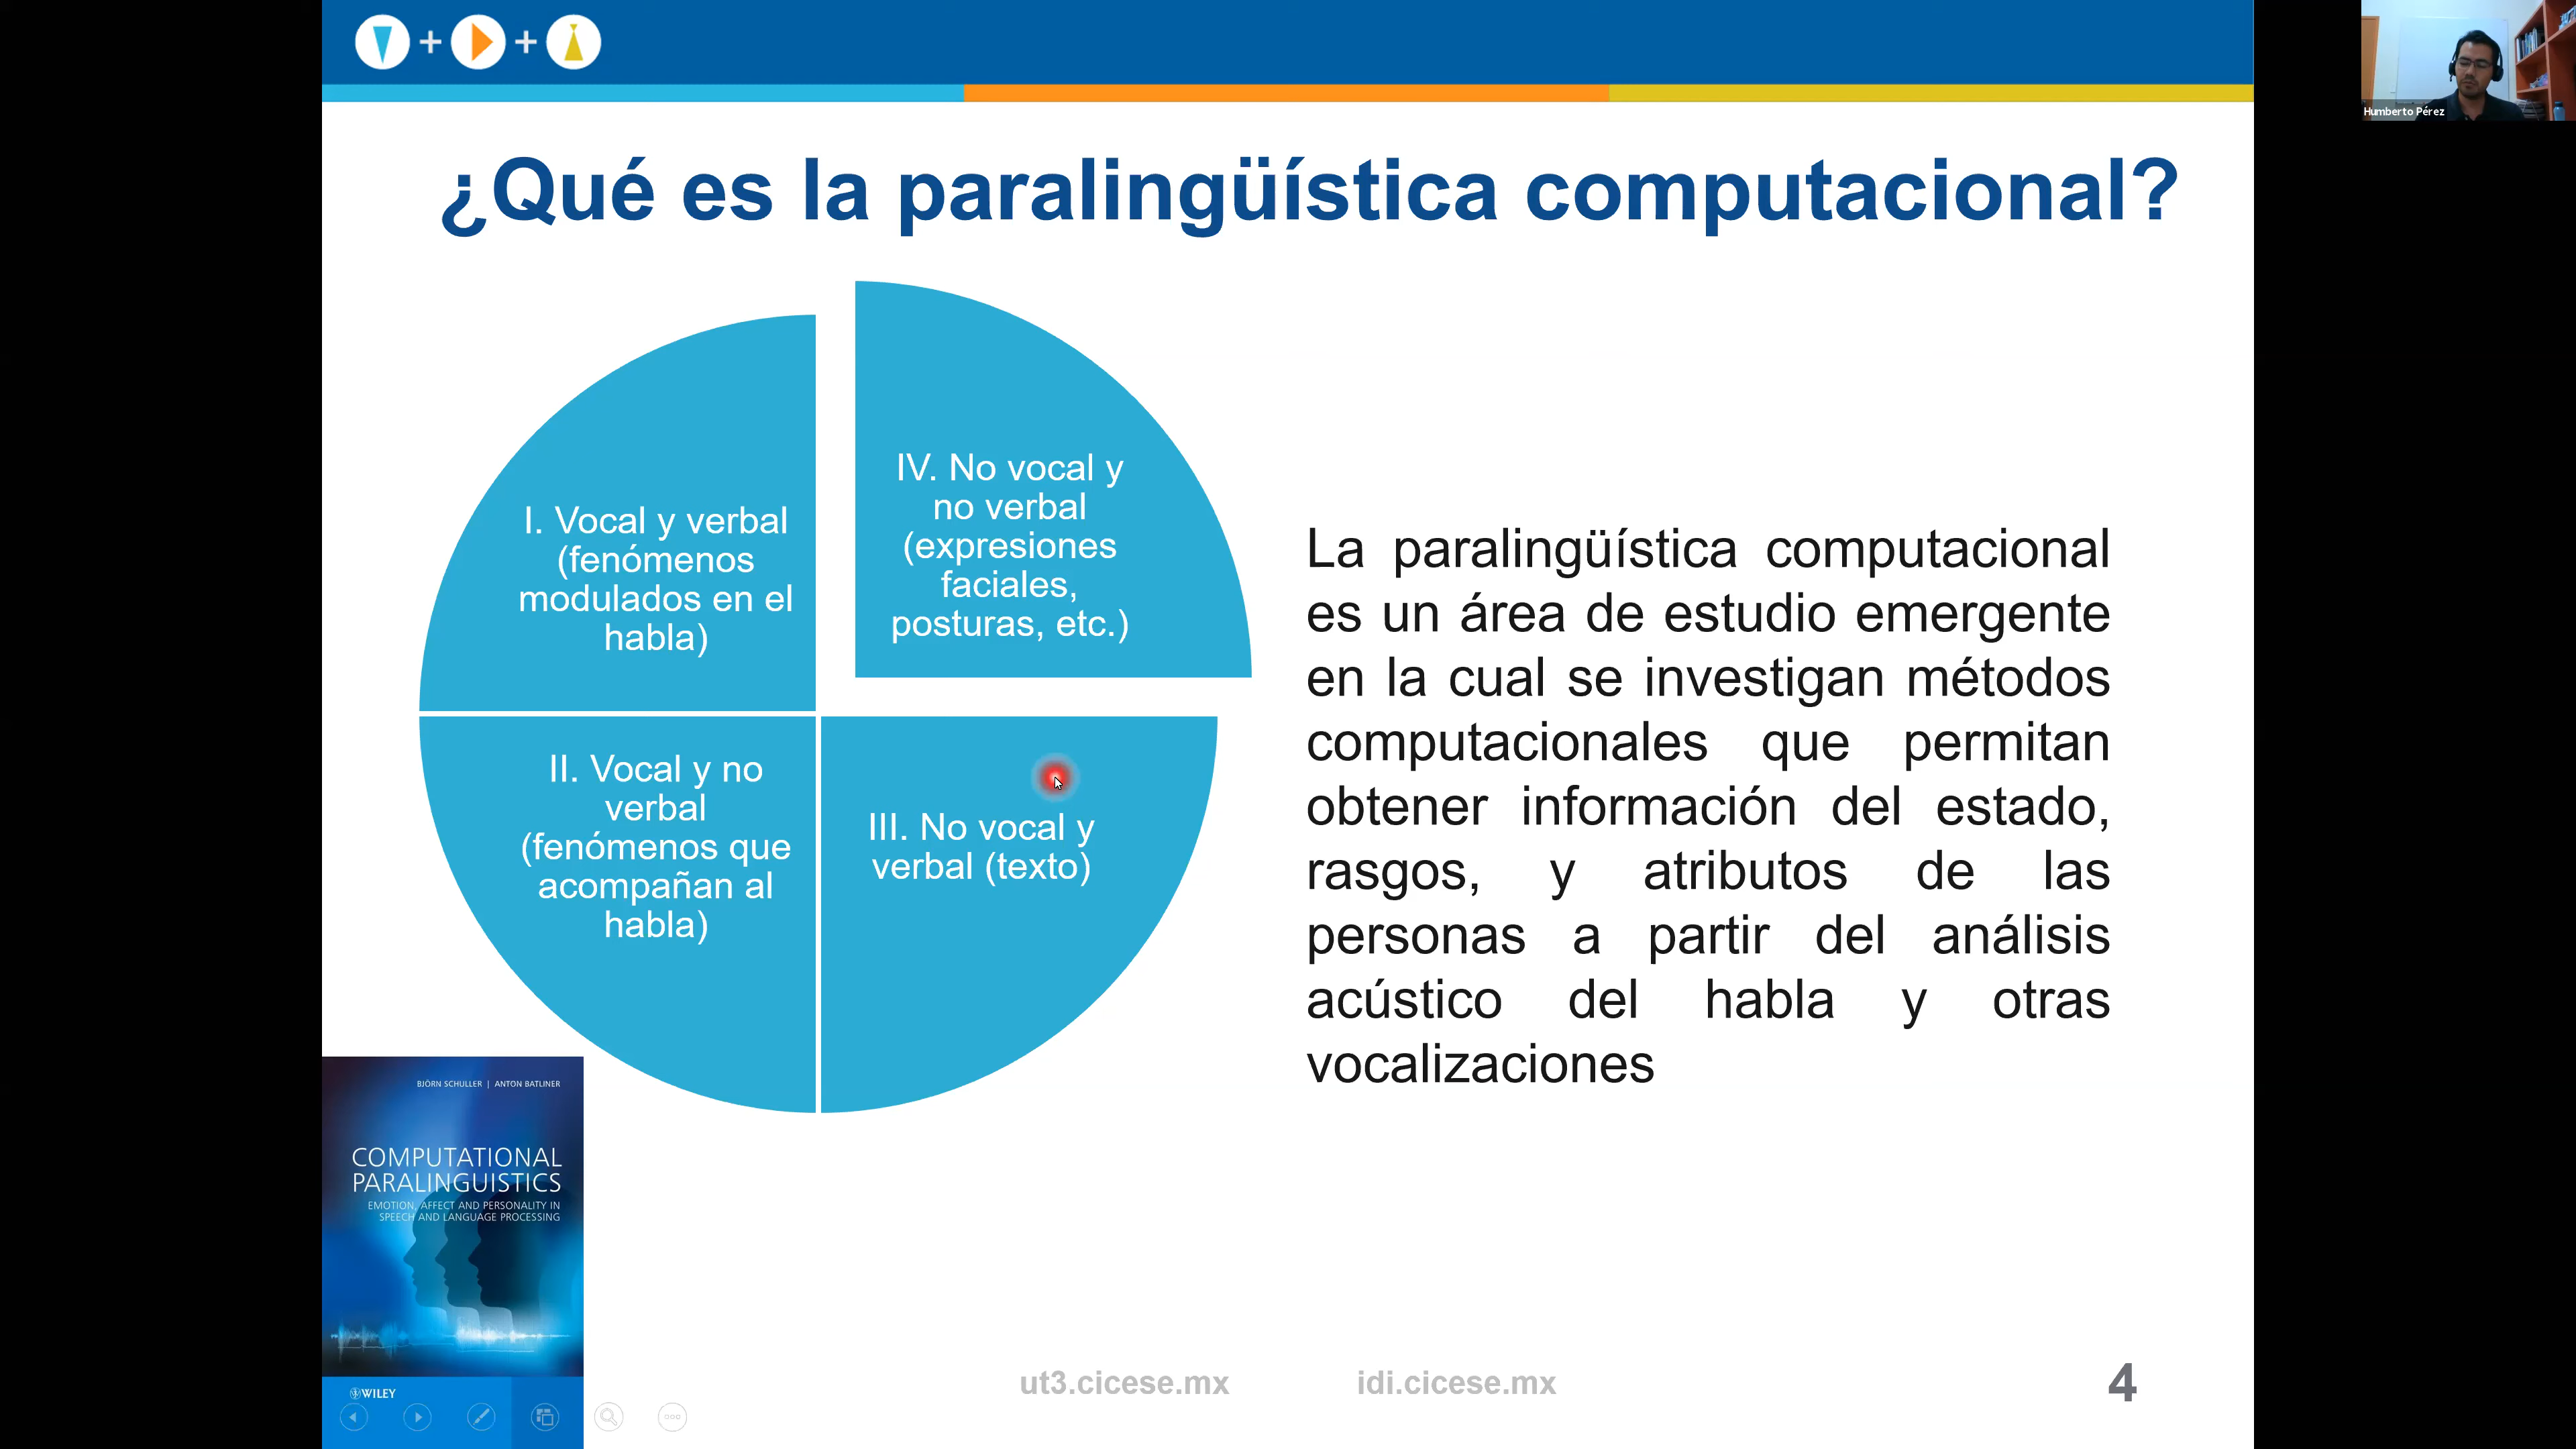 Humberto Pérez
¿Qué es la paralingüística computacional?
I. Vocal y verbal
(fenómenos
modulados en el
habla)
IV. No vocal y
no verbal
(expresiones
faciales,
posturas, etc.)
II. Vocal y no
verbal
(fenómenos que
acompañan al
habla)
III. No vocal y
verbal (texto)
La paralingüística computacional
es un área de estudio emergente
en la cual se investigan métodos
computacionales que permitan
obtener información del estado,
rasgos, y atributos de las
personas a partir del análisis
acústico del habla y otras
vocalizaciones
BJÖRN SCHULLER | ANTON BATLINER
COMPUTATIONAL
PARALINGUISTICS
EMOTION, AFFECT AND PERSONALITY IN
SPEECH AND LANGUAGE PROCESSING
WILEY
ut3.cicese.mx
idi.cicese.mx
4